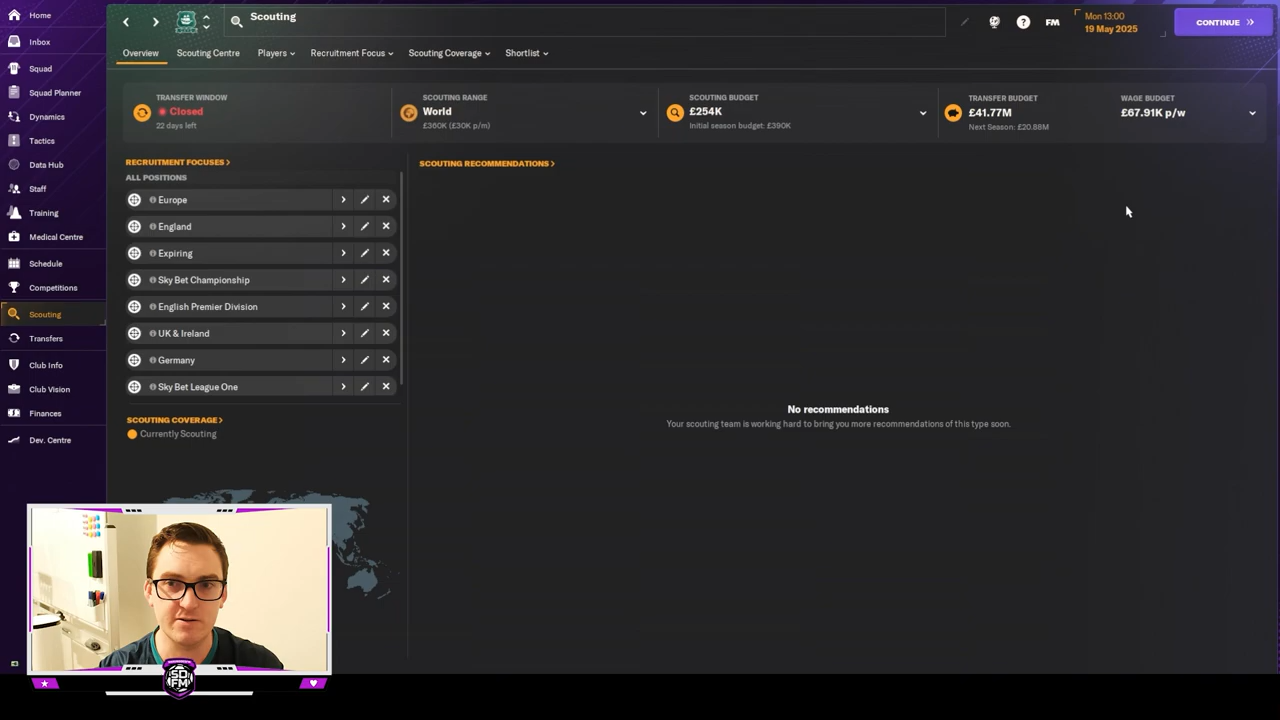 Home
Inbox
Squad
Squad Planner
Dynamics
Tactics
Data Hub
Staff
Training
Medical Centre
Schedule
Competitions
Scouting
Transfers
Club Info
Club Vision
Finances
Dev. Centre
Scouting
FM
Mon 13:00
19 May 2025
CONTINUE
Overview
Scouting Centre
Players
Recruitment Focus
Scouting Coverage
Shortlist
TRANSFER WINDOW
Closed
22 days left
SCOUTING RANGE
World
£360K (£30K p/m)
SCOUTING BUDGET
£254K
Initial season budget: £390K
TRANSFER BUDGET
£41.77M
Next Season: £20.88M
WAGE BUDGET
£67.91K p/w
RECRUITMENT FOCUSES >
ALL POSITIONS
Europe
England
Expiring
Sky Bet Championship
English Premier Division
UK & Ireland
Germany
Sky Bet League One
SCOUTING COVERAGE >
Currently Scouting
SCOUTING RECOMMENDATIONS >
No recommendations
Your scouting team is working hard to bring you more recommendations of this type soon.
SD
FM